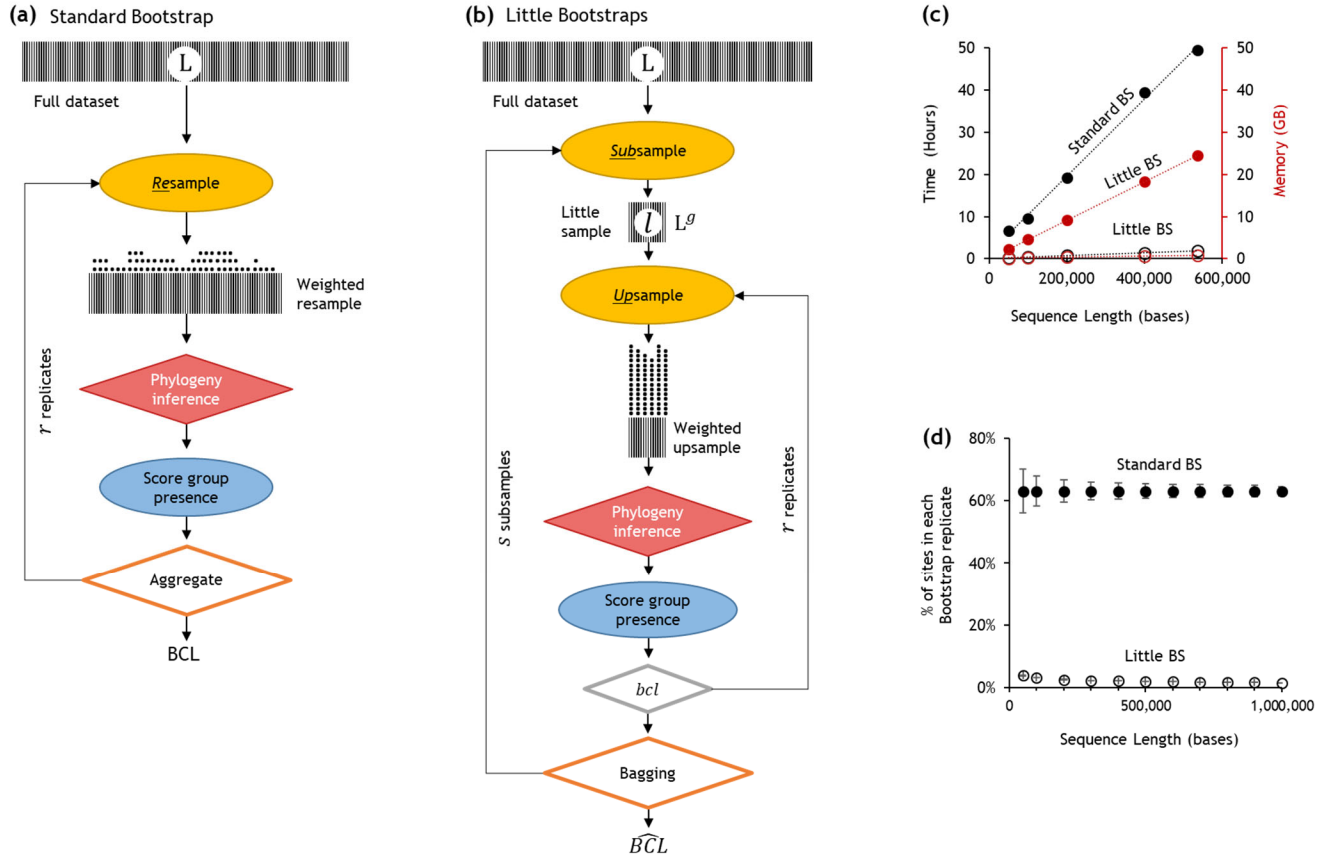 (a) Standard Bootstrap
L
Full dataset
Resample
Weighted
resample
Phylogeny
inference
r replicates
Score group
presence
Aggregate
BCL
(b) Little Bootstraps
L
Full dataset
Subsample
Little
sample
l
L^g
Upsample
Weighted
upsample
S subsamples
r replicates
Phylogeny
inference
Score group
presence
bcl
Bagging
\widehat{BCL}
(c)
Time (Hours)
50
40
30
20
10
0
Standard BS
Little BS
Little BS
50
40
30
20
10
0
Memory (GB)
0 200,000 400,000 600,000
Sequence Length (bases)
(d)
% of sites in each
Bootstrap replicate
80%
60%
40%
20%
0%
Standard BS
Little BS
0 500,000 1,000,000
Sequence Length (bases)